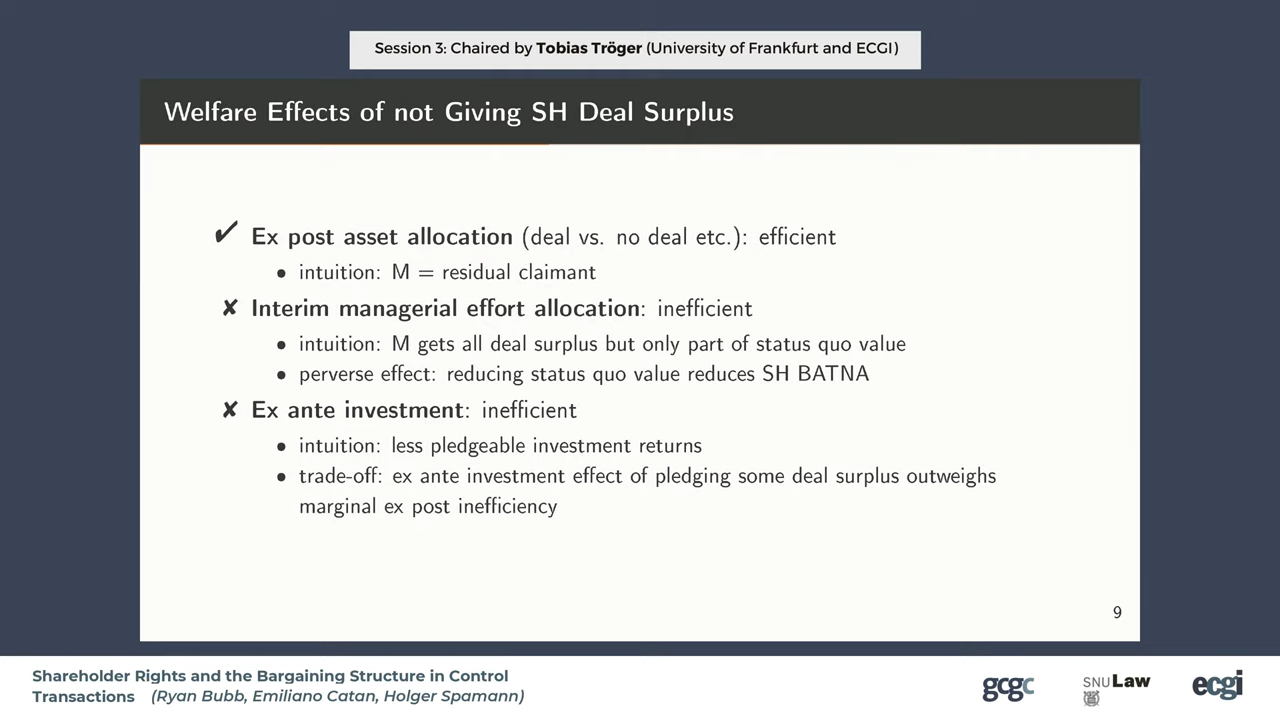 Session 3: Chaired by Tobias Tröger (University of Frankfurt and ECGI)
Welfare Effects of not Giving SH Deal Surplus
✔ Ex post asset allocation (deal vs. no deal etc.): efficient
• intuition: M = residual claimant
✘ Interim managerial effort allocation: inefficient
• intuition: M gets all deal surplus but only part of status quo value
• perverse effect: reducing status quo value reduces SH BATNA
✘ Ex ante investment: inefficient
• intuition: less pledgeable investment returns
• trade-off: ex ante investment effect of pledging some deal surplus outweighs
marginal ex post inefficiency
9
Shareholder Rights and the Bargaining Structure in Control
Transactions (Ryan Bubb, Emiliano Catan, Holger Spamann)
gcgc
SNU Law
ecgi